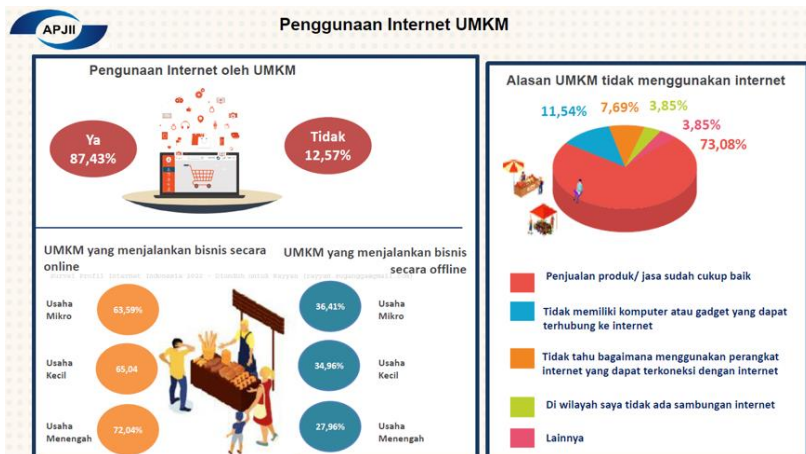 APJII
Penggunaan Internet UMKM
Pengunaan Internet oleh UMKM
Ya
87,43%
Tidak
12,57%
UMKM yang menjalankan bisnis secara
online
UMKM yang menjalankan bisnis
secara offline
Usaha
Mikro
63,59%
36,41%
Usaha
Mikro
Usaha
Kecil
65,04
34,96%
Usaha
Kecil
Usaha
Menengah
72,04%
27,96%
Usaha
Menengah
Alasan UMKM tidak menggunakan internet
11,54%
7,69%
3,85%
3,85%
73,08%
Penjualan produk/ jasa sudah cukup baik
Tidak memiliki komputer atau gadget yang dapat
terhubung ke internet
Tidak tahu bagaimana menggunakan perangkat
internet yang dapat terkoneksi dengan internet
Di wilayah saya tidak ada sambungan internet
Lainnya